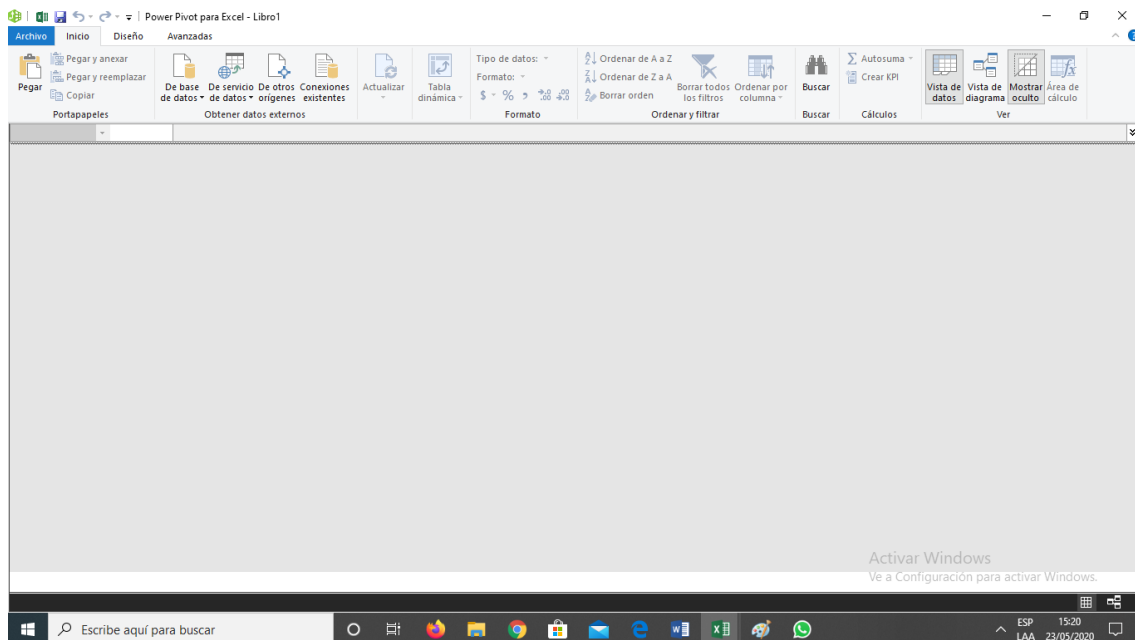 Power Pivot para Excel - Libro1
Archivo Inicio Diseño Avanzadas
Pegar
Pegar y anexar
Pegar y reemplazar
Copiar
Portapapeles
De base de datos
De servicio de datos
De otros orígenes
Conexiones existentes
Obtener datos externos
Actualizar
Tabla dinámica
Tipo de datos:
Formato:
$ % ,
Formato
Ordenar de A a Z
Ordenar de Z a A
Borrar orden
Borrar todos los filtros
Ordenar por columna
Ordenar y filtrar
Buscar
Buscar
Autosuma
Crear KPI
Cálculos
Vista de datos
Vista de diagrama
Mostrar oculto
Área de cálculo
Ver
Activar Windows
Ve a Configuración para activar Windows.
Escribe aquí para buscar
ESP
LAA
15:20
23/05/2020